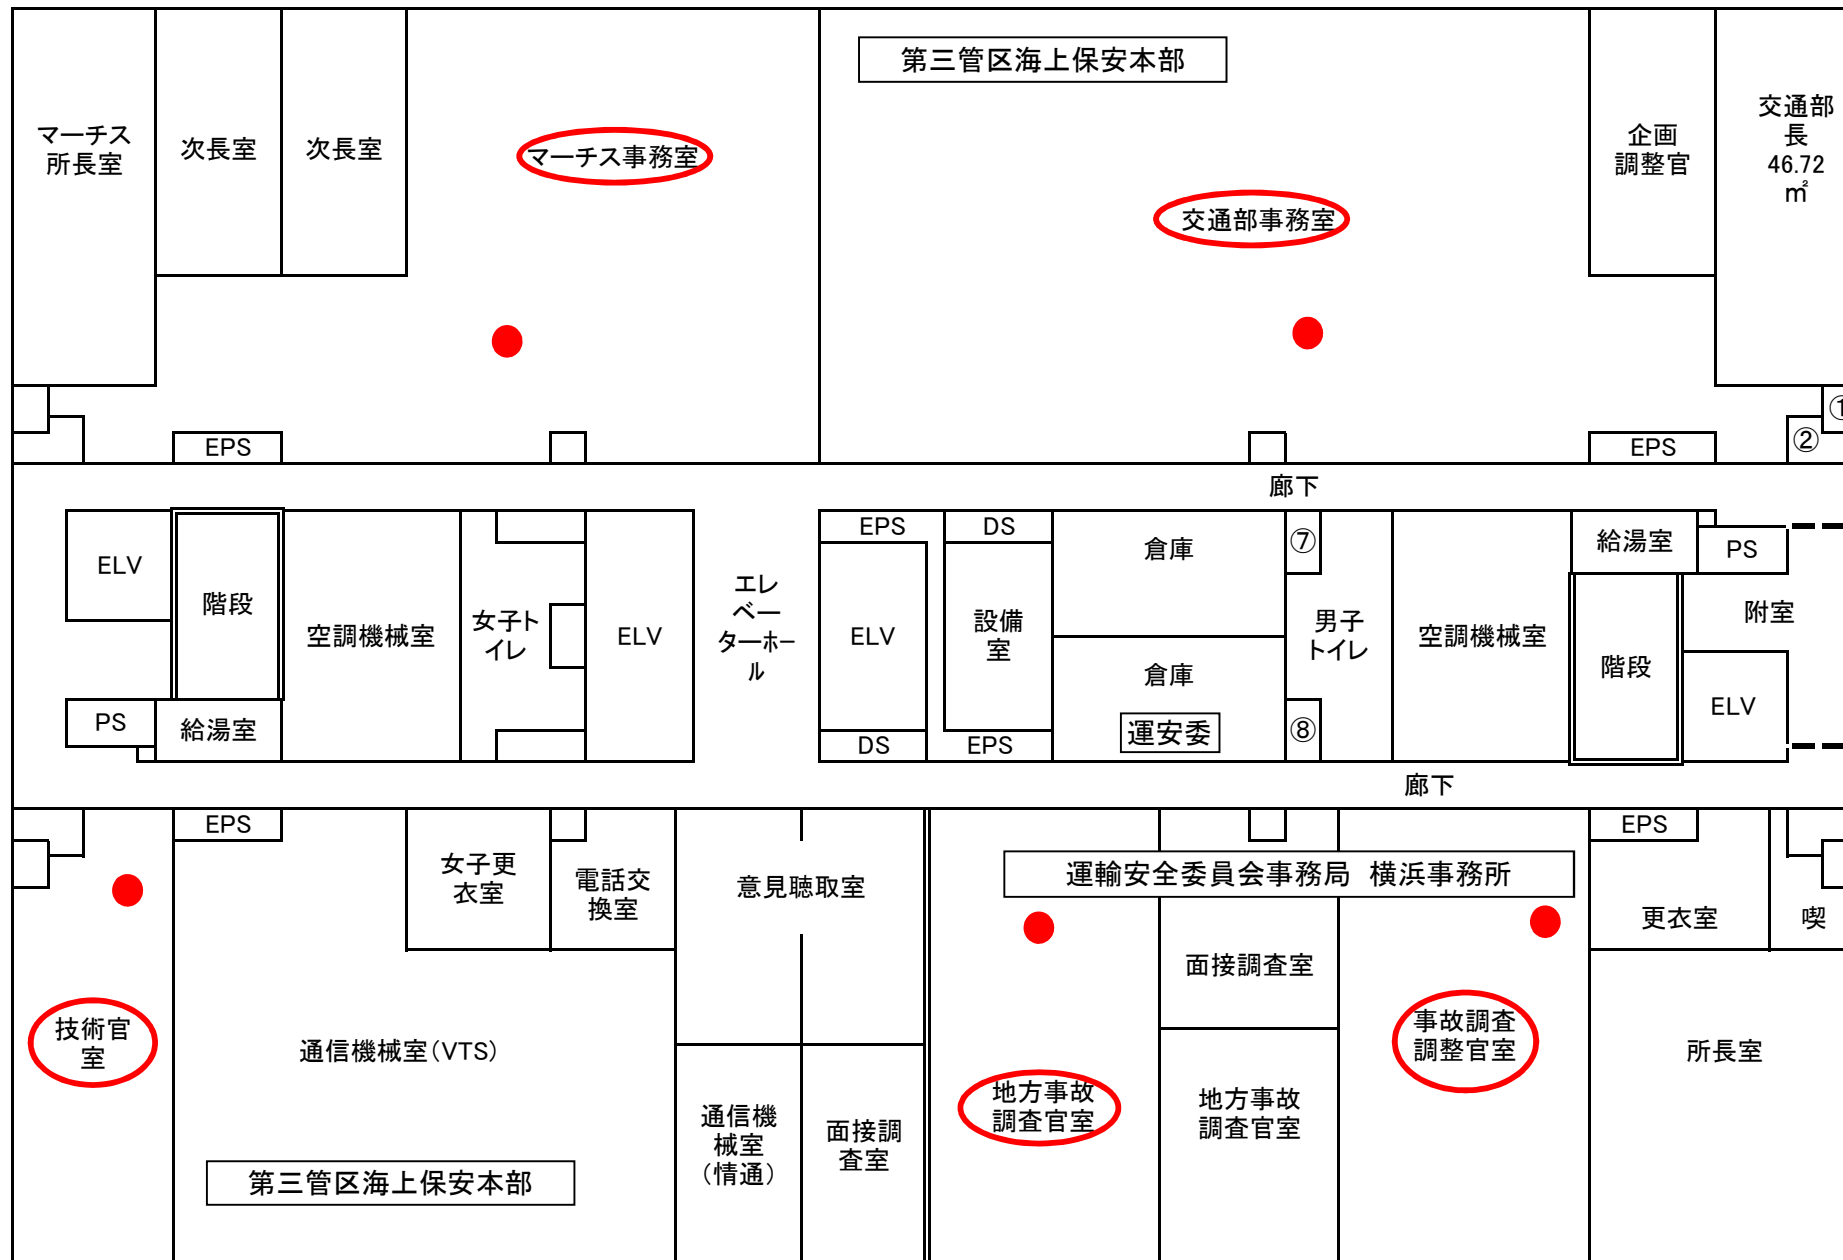 第三管区海上保安本部
マーチス
所長室
次長室
次長室
マーチス事務室
交通部事務室
企画
調整官
交通部
長
46.72
㎡
①
②
EPS
EPS
廊下
ELV
階段
空調機械室
女子ト
イレ
ELV
エレ
ベー
ターホー
ル
EPS
DS
ELV
設備
室
倉庫
⑦
男子
トイレ
空調機械室
給湯室
PS
附室
階段
ELV
PS
給湯室
DS
EPS
倉庫
運安委
⑧
廊下
EPS
女子更
衣室
電話交
換室
意見聴取室
運輸安全委員会事務局 横浜事務所
EPS
更衣室
喫
技術官
室
通信機械室(VTS)
第三管区海上保安本部
通信機
械室
(情通)
面接調
査室
地方事故
調査官室
面接調査室
地方事故
調査官室
事故調査
調整官室
所長室